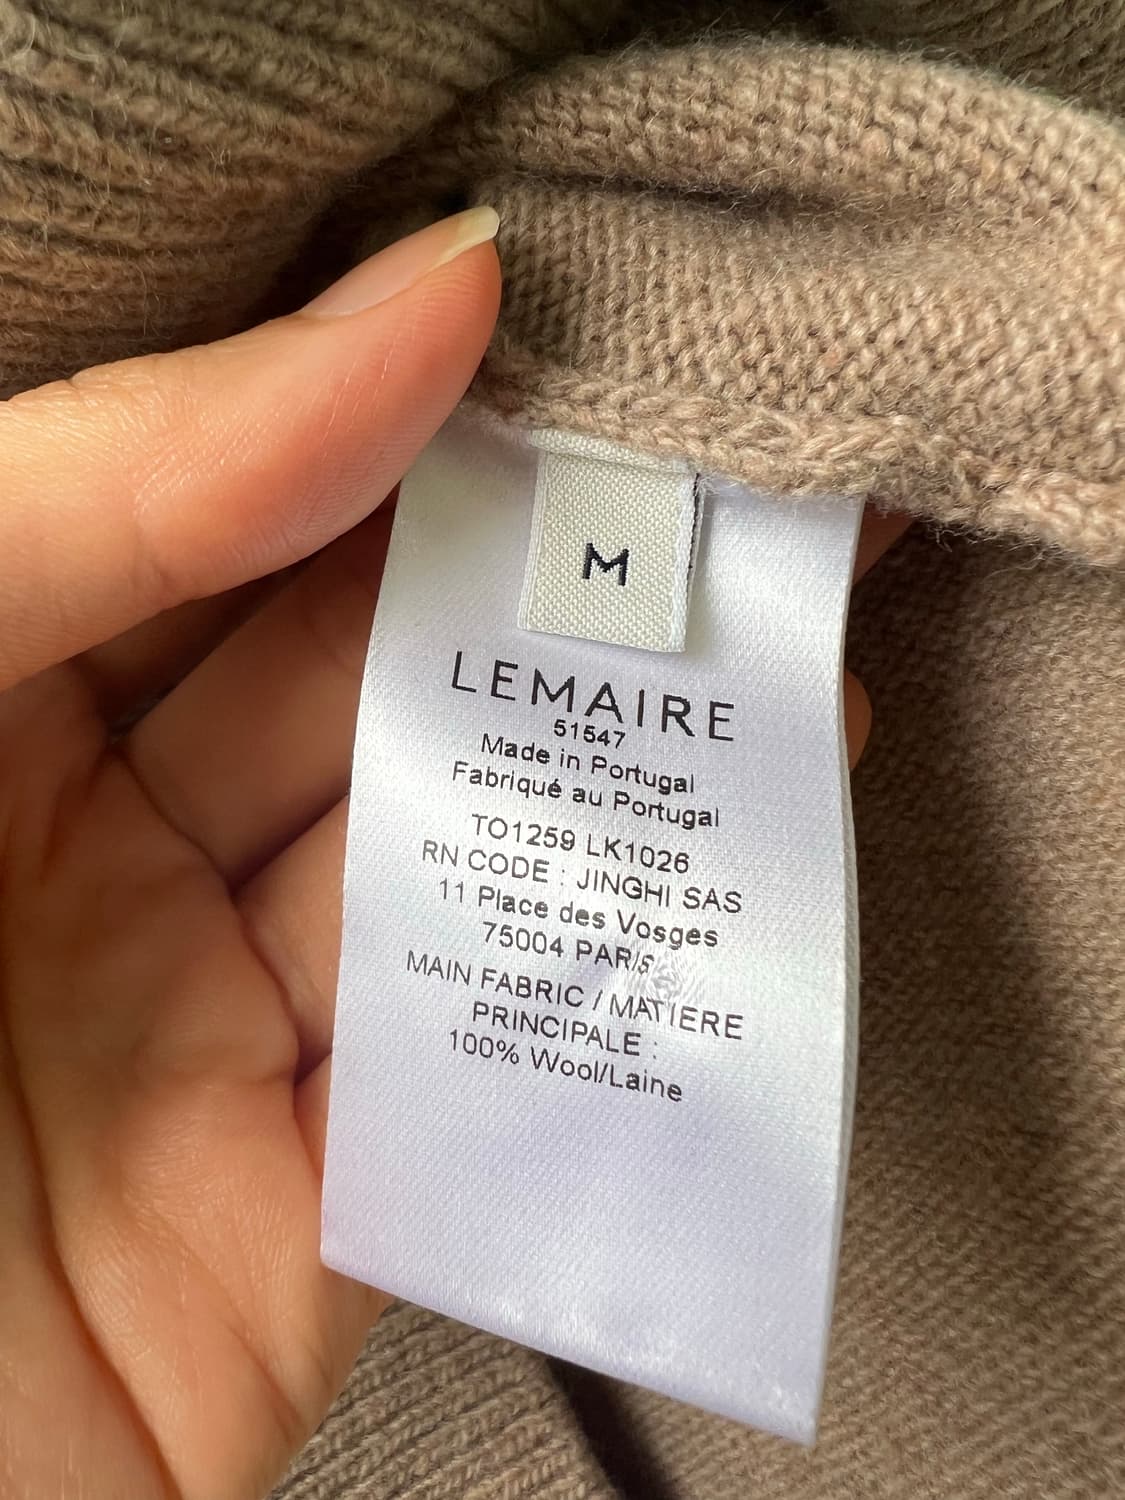 M
LEMAIRE
51547
Made in Portugal
Fabriqué au Portugal
TO1259 LK1026
RN CODE : JINGHI SAS
11 Place des Vosges
75004 PARIS
MAIN FABRIC / MATIERE
PRINCIPALE :
100% Wool/Laine